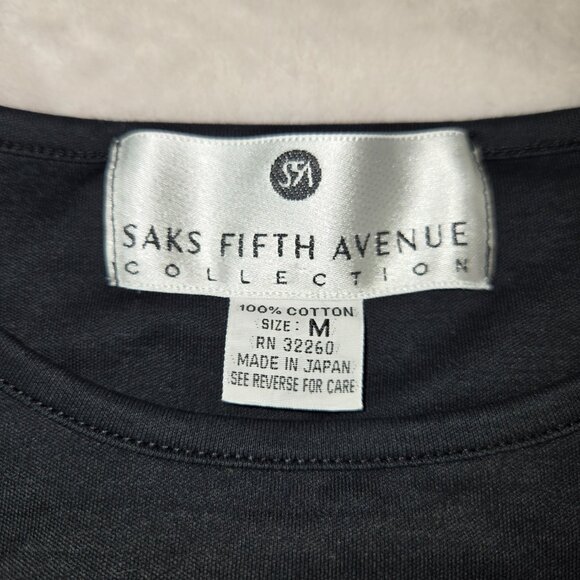 SFA
SAKS FIFTH AVENUE
COLLECTION
100% COTTON
SIZE: M
RN 32260
MADE IN JAPAN
SEE REVERSE FOR CARE